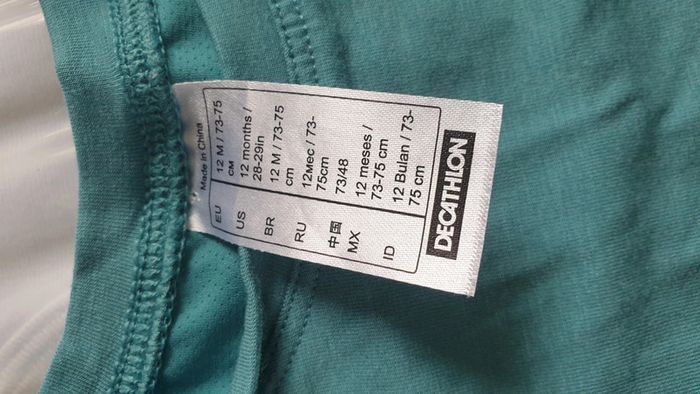 Made in China
EU 12 M / 73-75
см
US 12 months /
28-29in
BR 12 M / 73-75
cm
RU 12мес / 73-
75cm
中国 73/48
MX 12 meses /
73-75 cm
ID 12 Bulan / 73-
75 cm
DECATHLON